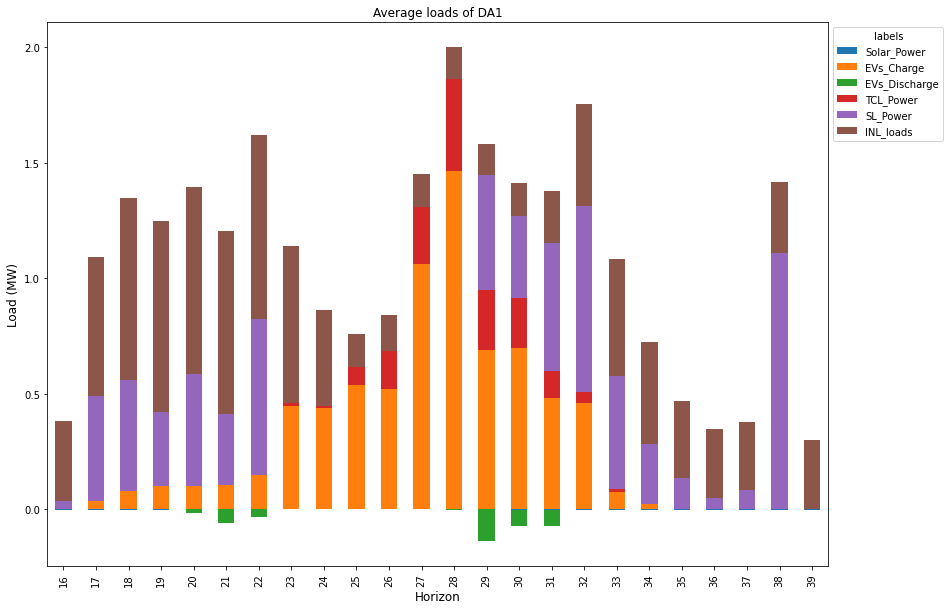 Average loads of DA1
labels
Solar_Power
EVs_Charge
EVs_Discharge
TCL_Power
SL_Power
INL_loads
Load (MW)
2.0
1.5
1.0
0.5
0.0
16 17 18 19 20 21 22 23 24 25 26 27 28 29 30 31 32 33 34 35 36 37 38 39
Horizon